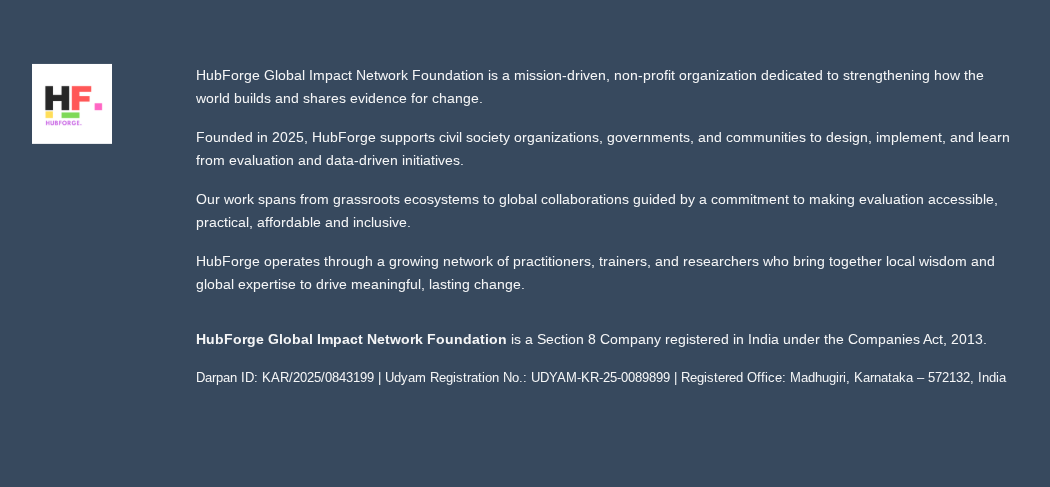 HF.
HUBFORGE.
HubForge Global Impact Network Foundation is a mission-driven, non-profit organization dedicated to strengthening how the
world builds and shares evidence for change.
Founded in 2025, HubForge supports civil society organizations, governments, and communities to design, implement, and learn
from evaluation and data-driven initiatives.
Our work spans from grassroots ecosystems to global collaborations guided by a commitment to making evaluation accessible,
practical, affordable and inclusive.
HubForge operates through a growing network of practitioners, trainers, and researchers who bring together local wisdom and
global expertise to drive meaningful, lasting change.
HubForge Global Impact Network Foundation is a Section 8 Company registered in India under the Companies Act, 2013.
Darpan ID: KAR/2025/0843199 | Udyam Registration No.: UDYAM-KR-25-0089899 | Registered Office: Madhugiri, Karnataka – 572132, India